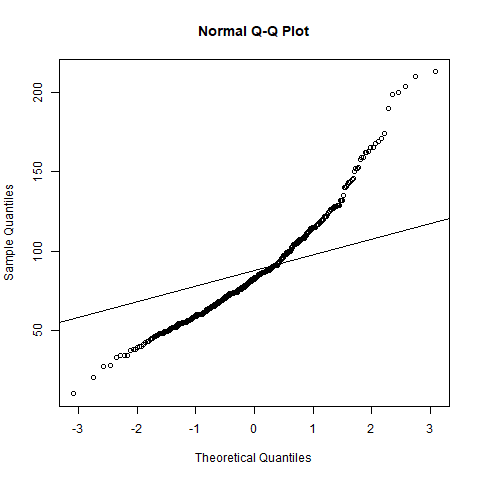 Normal Q-Q Plot
Sample Quantiles
200
150
100
50
-3 -2 -1 0 1 2 3
Theoretical Quantiles